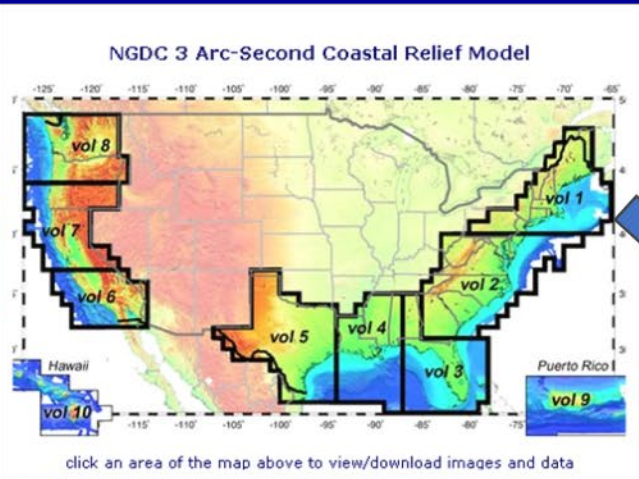 NGDC 3 Arc-Second Coastal Relief Model
-125° -120° -115° -110° -105° -100° -95° -90° -85° -80° -75° -70° -65°
vol 8
vol 1
vol 7
vol 2
vol 6
vol 5
vol 4
vol 3
Hawaii
Puerto Rico
vol 10
vol 9
-115 -110 -105 -100 -95 -90 -85 -80 -75
click an area of the map above to view/download images and data